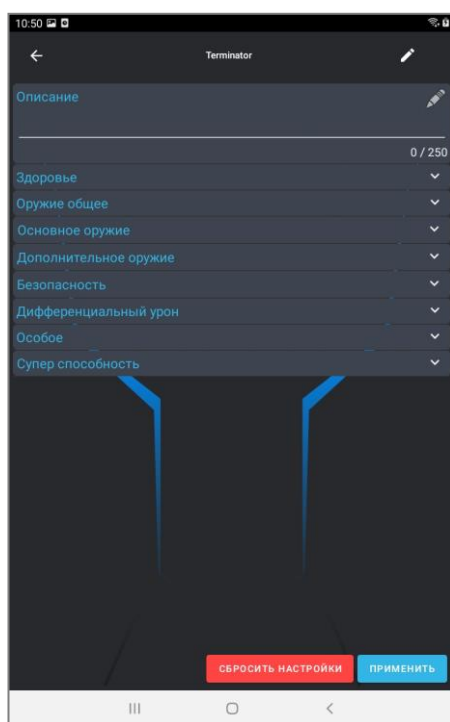 10:50
Terminator
Описание
0 / 250
Здоровье
Оружие общее
Основное оружие
Дополнительное оружие
Безопасность
Дифференциальный урон
Особое
Супер способность
СБРОСИТЬ НАСТРОЙКИ ПРИМЕНИТЬ